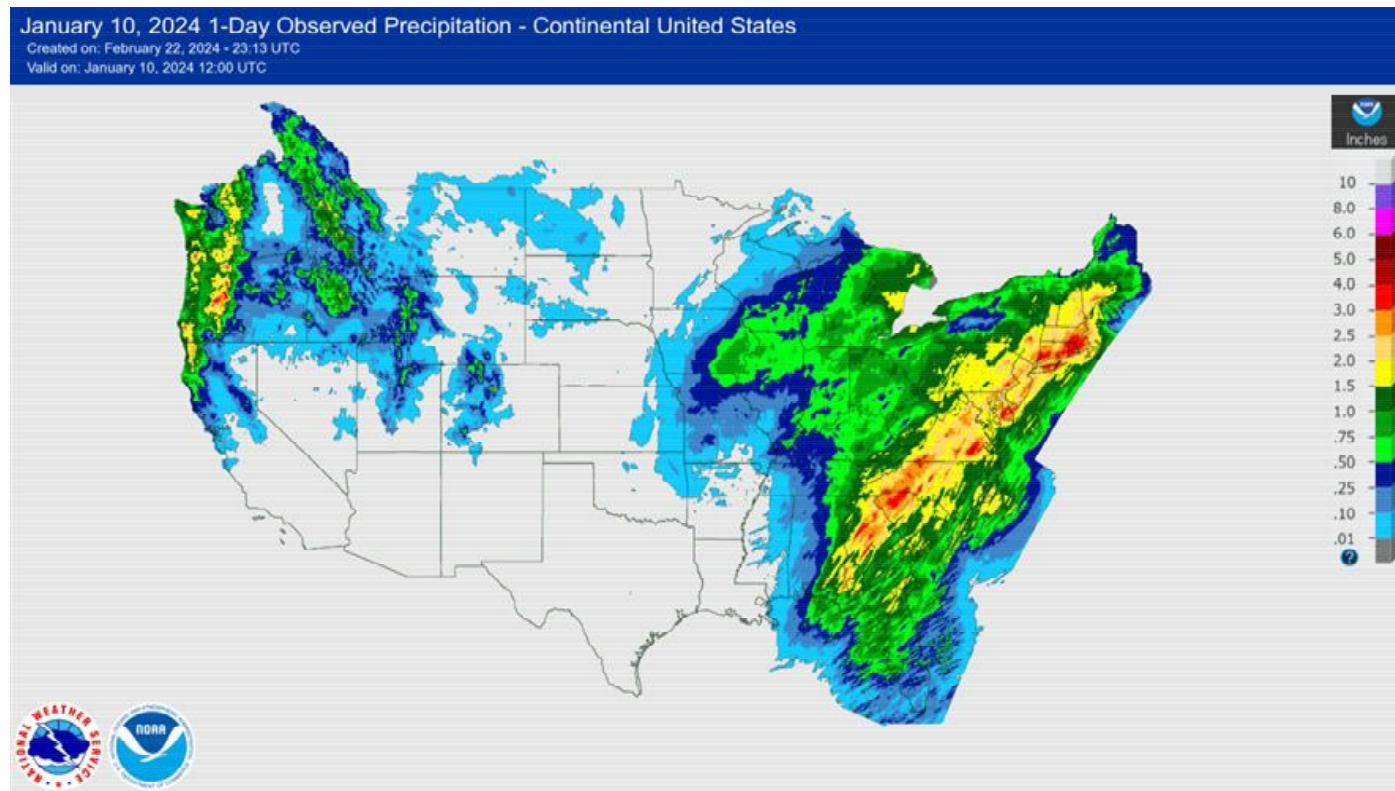 January 10, 2024 1-Day Observed Precipitation - Continental United States
Created on: February 22, 2024 - 23:13 UTC
Valid on: January 10, 2024 12:00 UTC
NOAA
Inches
10
8.0
6.0
5.0
4.0
3.0
2.5
2.0
1.5
1.0
.75
.50
.25
.10
.01
?
NATIONAL WEATHER SERVICE
NOAA